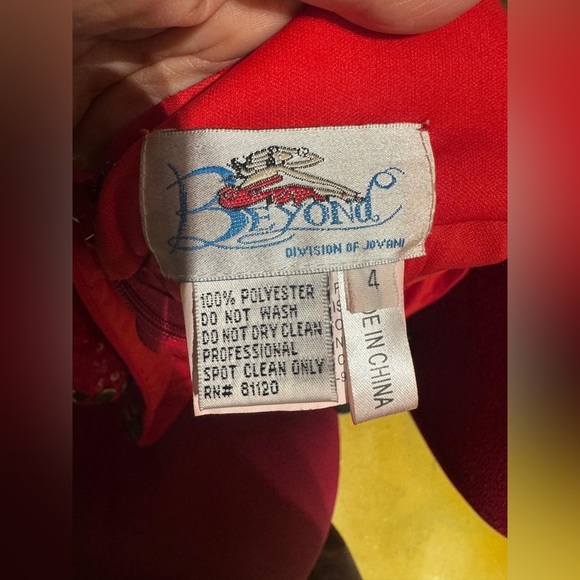 BEYOND
DIVISION OF JOVANI
100% POLYESTER
DO NOT WASH
DO NOT DRY CLEAN
PROFESSIONAL
SPOT CLEAN ONLY
RN# 81120
4
DE IN CHINA